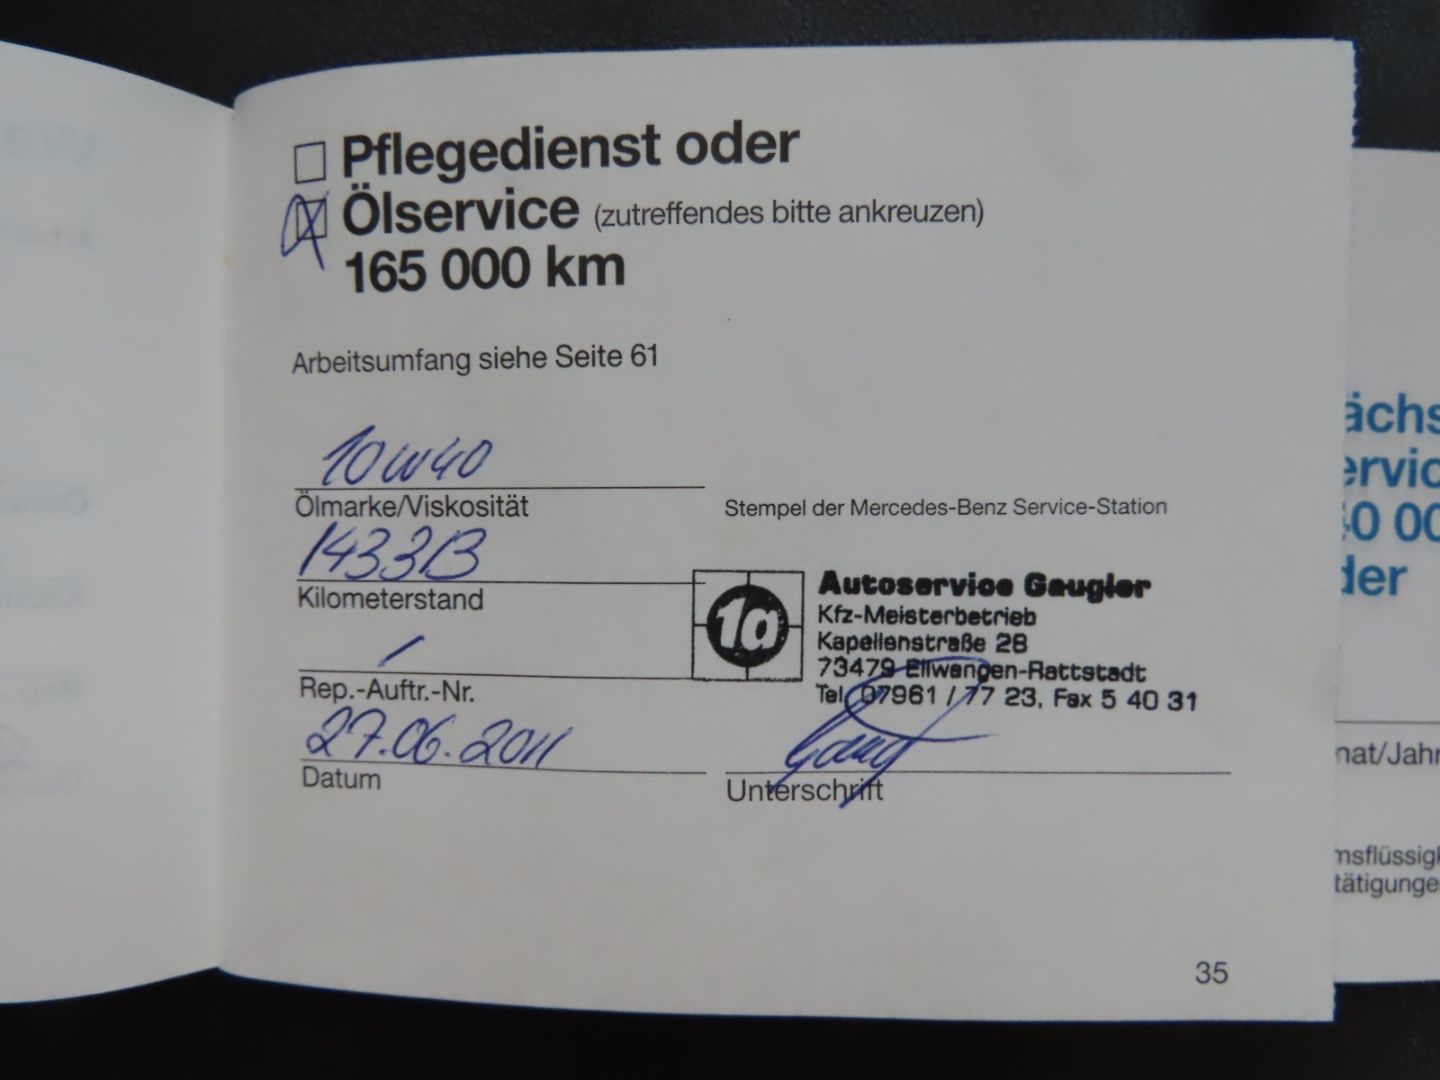 Pflegedienst oder
Ölservice (zutreffendes bitte ankreuzen)
165 000 km
Arbeitsumfang siehe Seite 61
10W40
Ölmarke/Viskosität
Stempel der Mercedes-Benz Service-Station
143313
Kilometerstand
1a
Autoservice Gaugler
Kfz-Meisterbetrieb
Kapellenstraße 28
73479 Ellwangen-Rattstadt
Tel. 07961 / 77 23, Fax 5 40 31
Rep.-Auftr.-Nr.
27.06.2011
Datum
Unterschrift
35
ächs
ervic
40 00
der
nat/Jahr
msflüssigk
tätigunge